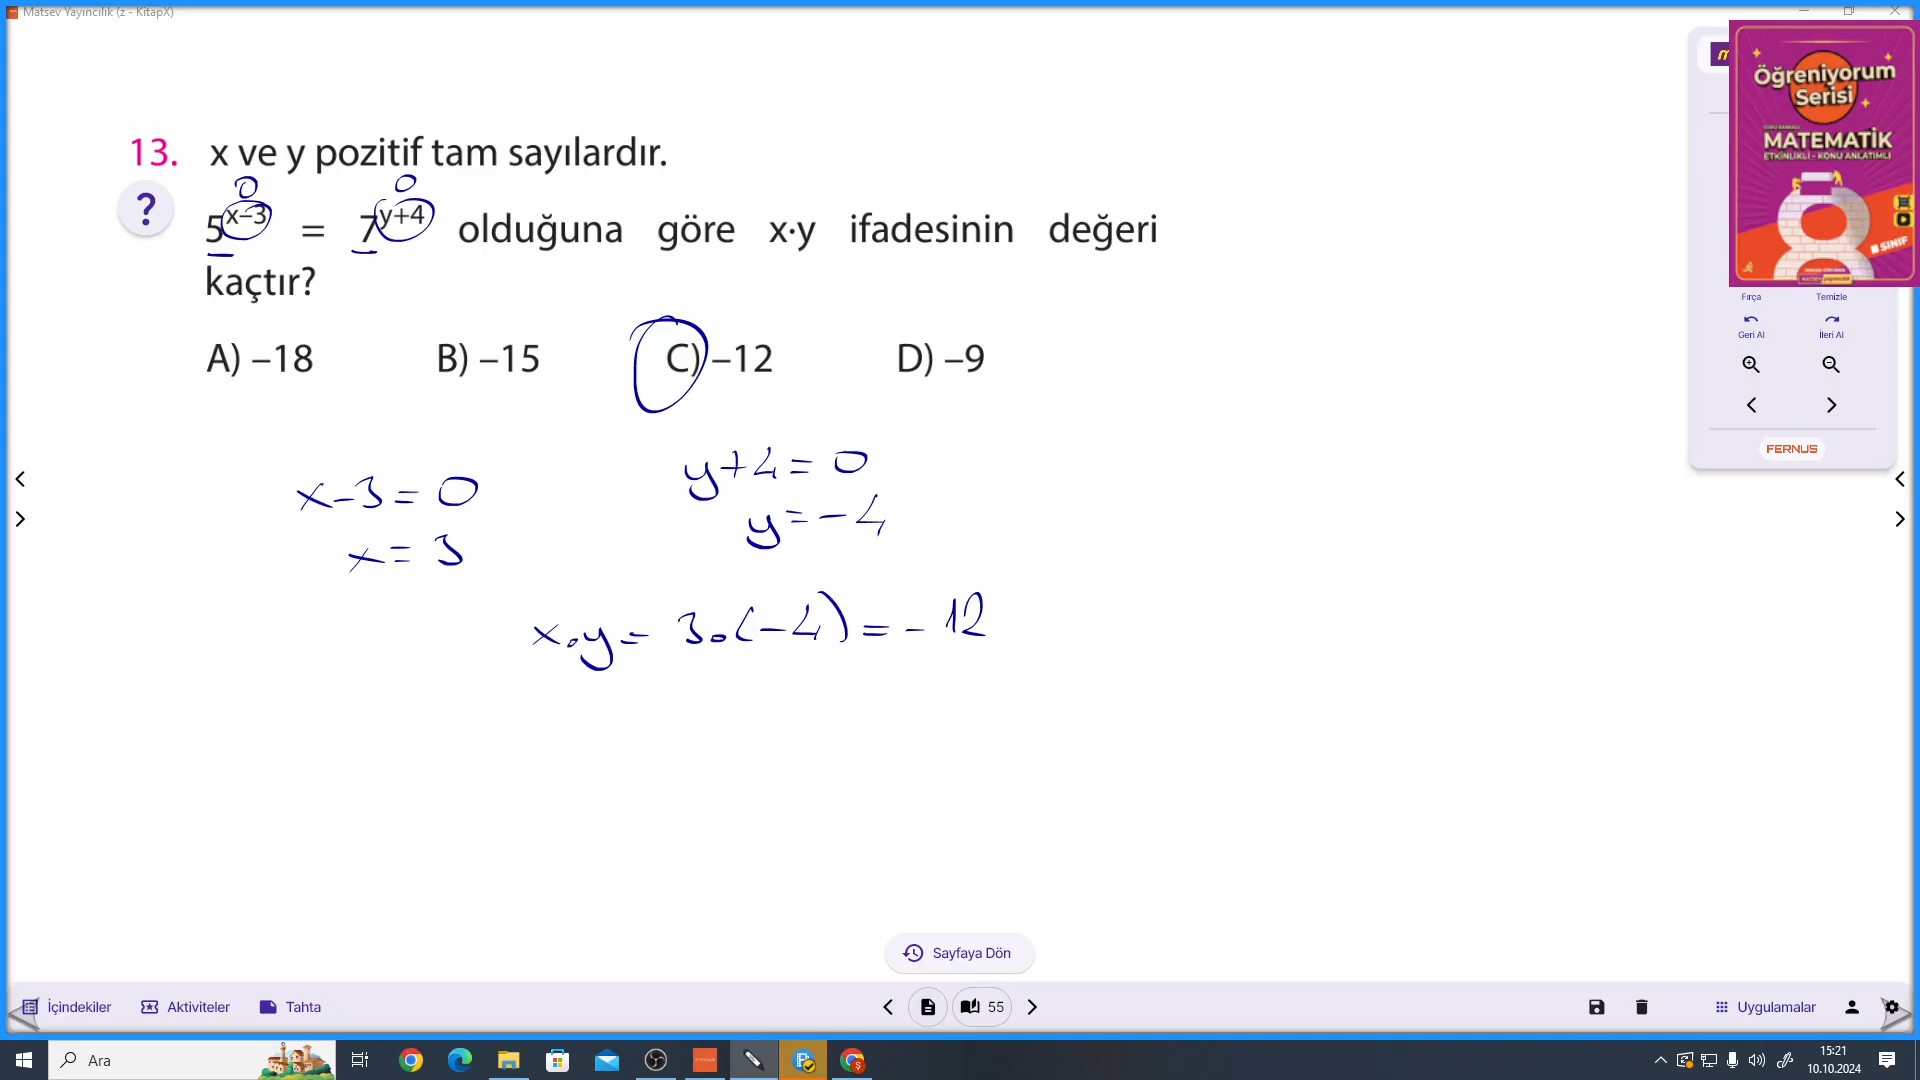 Matsev Yayıncılık (z - KitapX)
Öğreniyorum
Serisi
MATEMATİK
ETKİNLİKLİ - KONU ANLATIMLI
8
SINIF
13. x ve y pozitif tam sayılardır.
0 0
5^(x–3) = 7^(y+4) olduğuna göre x·y ifadesinin değeri
kaçtır?
?
A) –18 B) –15 C) –12 D) –9
y+4=0
x-3=0
y=-4
x=3
x.y= 3.(-4)=-12
Fırça Temizle
Geri Al İleri Al
FERNUS
Sayfaya Dön
İçindekiler Aktiviteler Tahta 55 Uygulamalar
Ara
15:21
10.10.2024